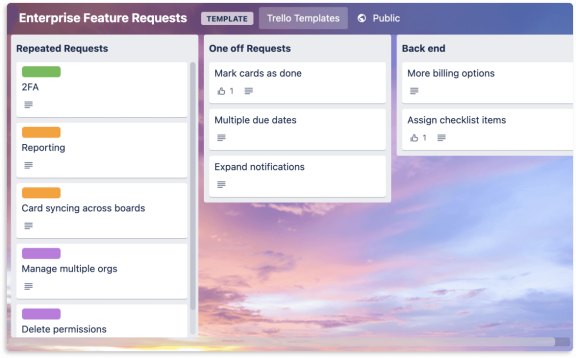 Enterprise Feature Requests TEMPLATE Trello Templates Public
Repeated Requests
2FA
Reporting
Card syncing across boards
Manage multiple orgs
Delete permissions
One off Requests
Mark cards as done
1
Multiple due dates
Expand notifications
Back end
More billing options
Assign checklist items
1